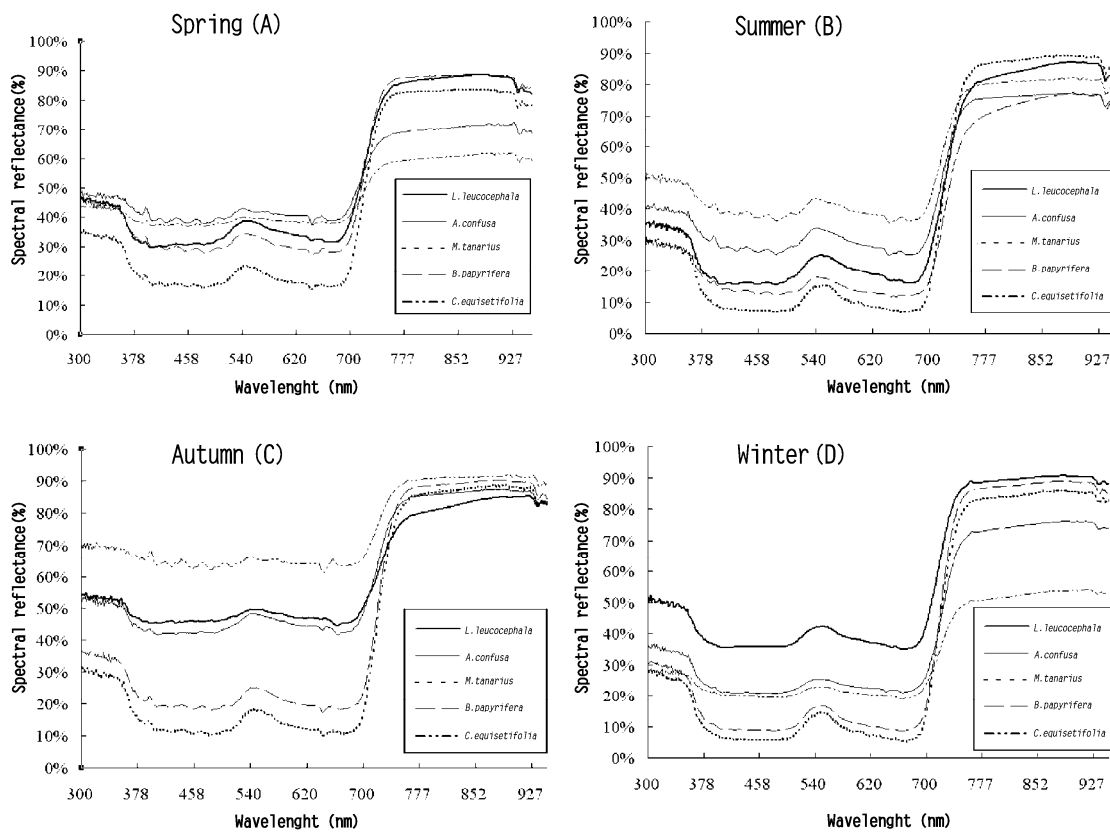 Spring (A)
100%
90%
80%
70%
60%
50%
40%
30%
20%
10%
0%
Spectral reflectance(%)
300 378 458 540 620 700 777 852 927
Wavelenght (nm)
L.leucocephala
A.confusa
M.tanarius
B.papyrifera
C.equisetifolia
Summer (B)
100%
90%
80%
70%
60%
50%
40%
30%
20%
10%
0%
Spectral reflectance(%)
300 378 458 540 620 700 777 852 927
Wavelenght (nm)
L.leucocephala
A.confusa
M.tanarius
B.papyrifera
C.equisetifolia
Autumn (C)
100%
90%
80%
70%
60%
50%
40%
30%
20%
10%
0%
Spectral reflectance(%)
300 378 458 540 620 700 777 852 927
Wavelenght (nm)
L.leucocephala
A.confusa
M.tanarius
B.papyrifera
C.equisetifolia
Winter (D)
100%
90%
80%
70%
60%
50%
40%
30%
20%
10%
0%
Spectral reflectance(%)
300 378 458 540 620 700 777 852 927
Wavelenght (nm)
L.leucocephala
A.confusa
M.tanarius
B.papyrifera
C.equisetifolia